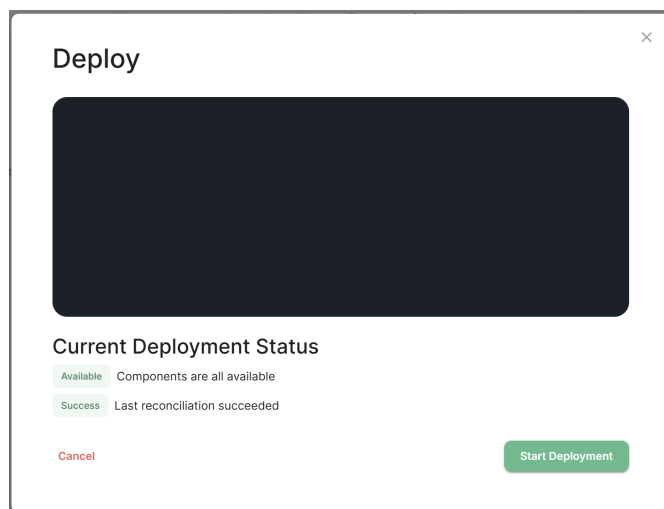 Deploy
Current Deployment Status
Available Components are all available
Success Last reconciliation succeeded
Cancel Start Deployment